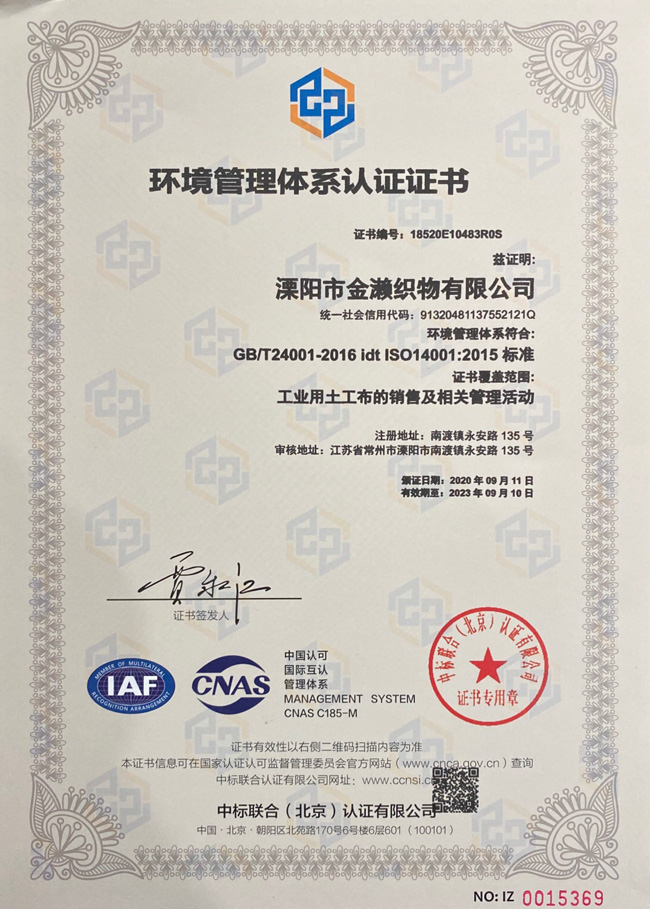 环境管理体系认证证书
证书编号：18520E10483R0S
兹证明:
溧阳市金濑织物有限公司
统一社会信用代码：91320481137552121Q
环境管理体系符合:
GB/T24001-2016 idt ISO14001:2015 标准
证书覆盖范围:
工业用土工布的销售及相关管理活动
注册地址：南渡镇永安路 135 号
审核地址：江苏省常州市溧阳市南渡镇永安路 135 号
颁证日期：2020 年 09 月 11 日
有效期至：2023 年 09 月 10 日
证书签发人
MEMBER OF MULTILATERAL
IAF
RECOGNITION ARRANGEMENT
CNAS
中国认可
国际互认
管理体系
MANAGEMENT SYSTEM
CNAS C185-M
中标联合（北京）认证有限公司
证书专用章
证书有效性以右侧二维码扫描内容为准
本证书信息可在国家认证认可监督管理委员会官方网站（www.cnca.gov.cn）查询
中标联合认证有限公司网址：www.ccnsi.c
中标联合（北京）认证有限公司
中国·北京·朝阳区北苑路170号6号楼6层601（100101）
NO: IZ 0015369